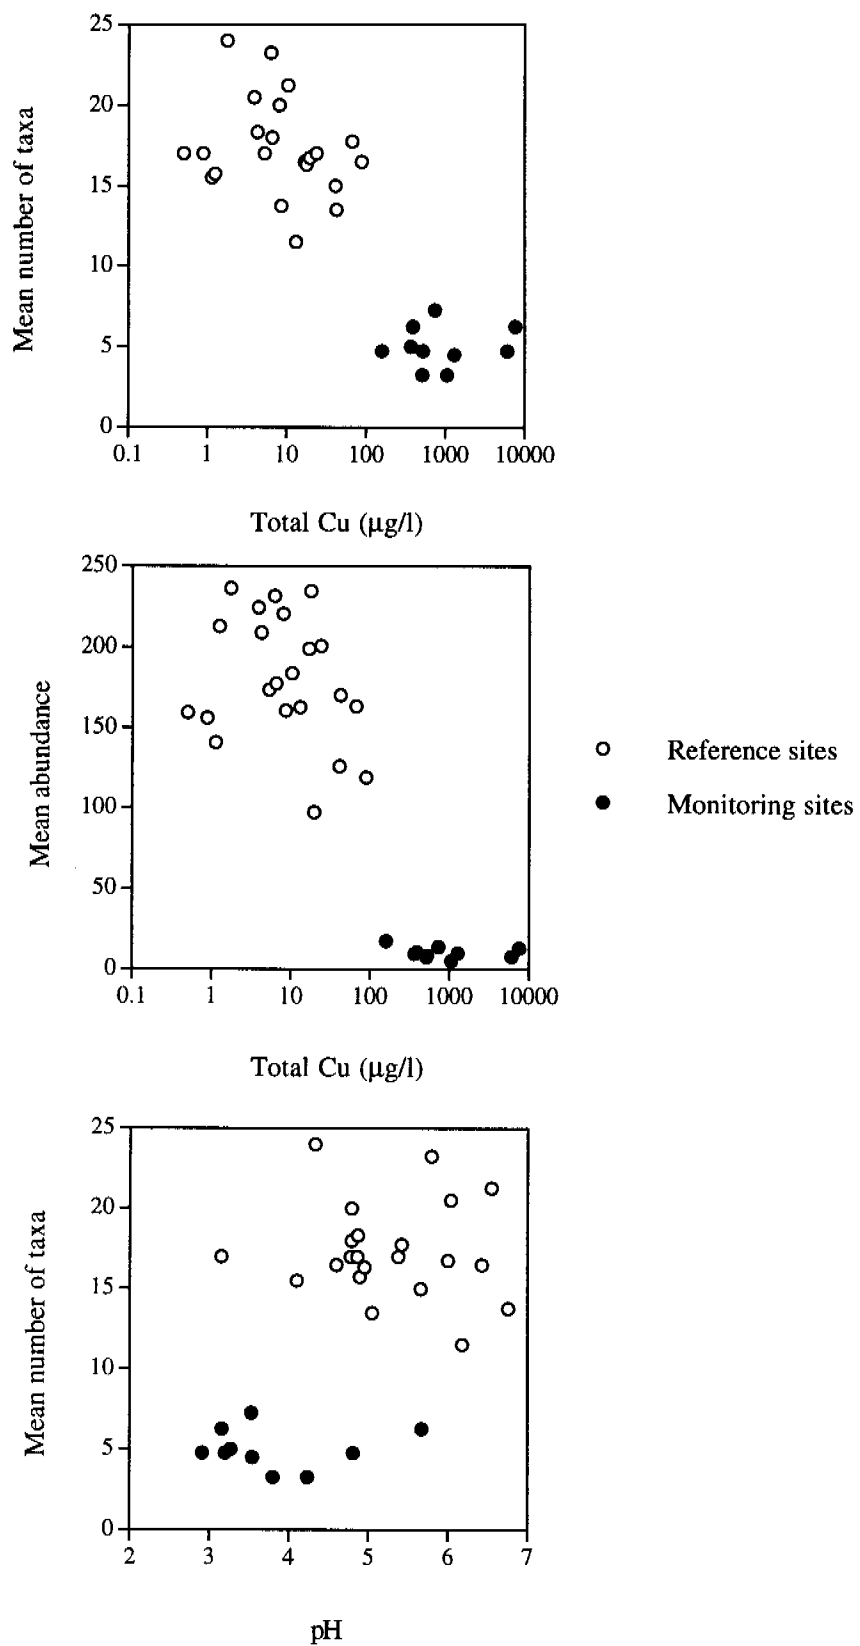 25
20
15
10
5
0
Mean number of taxa
0.1 1 10 100 1000 10000
Total Cu (μg/l)
250
200
150
100
50
0
Mean abundance
0.1 1 10 100 1000 10000
Total Cu (μg/l)
Reference sites
Monitoring sites
25
20
15
10
5
0
Mean number of taxa
2 3 4 5 6 7
pH